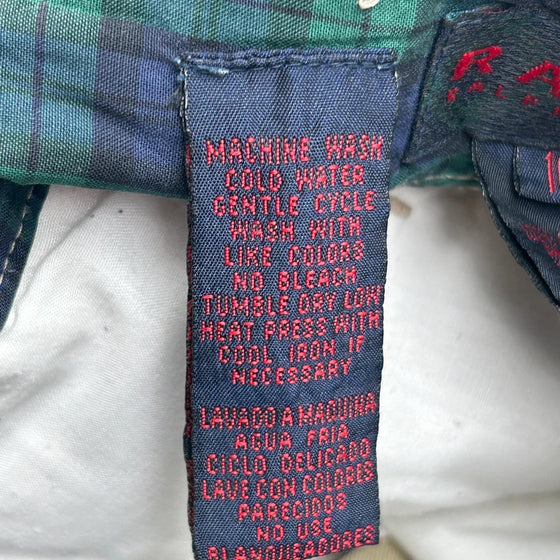 MACHINE WASH
COLD WATER
GENTLE CYCLE
WASH WITH
LIKE COLORS
NO BLEACH
TUMBLE DRY LOW
HEAT PRESS WITH
COOL IRON IF
NECESSARY
LAVADO A MAQUINA
AGUA FRIA
CICLO DELICADO
LAVE CON COLORES
PARECIDOS
NO USE
BLANQUEADORES
RA